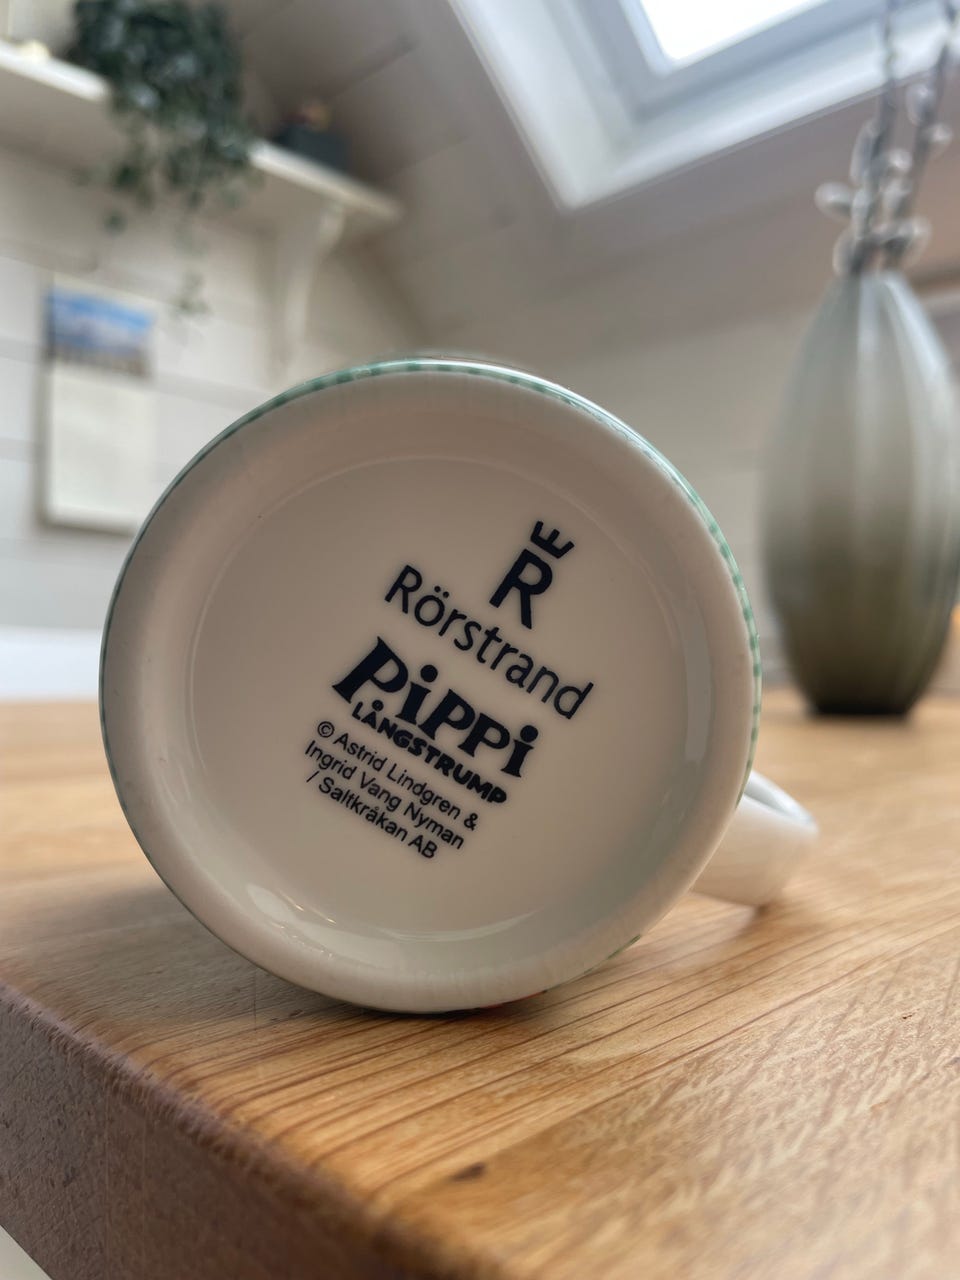 R
Rörstrand
Pippi
LÅNGSTRUMP
© Astrid Lindgren &
Ingrid Vang Nyman
/ Saltkråkan AB